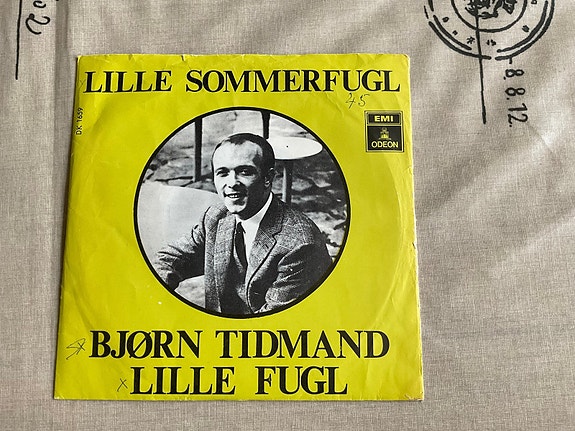 LILLE SOMMERFUGL
45
DK 1659
EMI
ODEON
BJØRN TIDMAND
x LILLE FUGL
8.8.12.